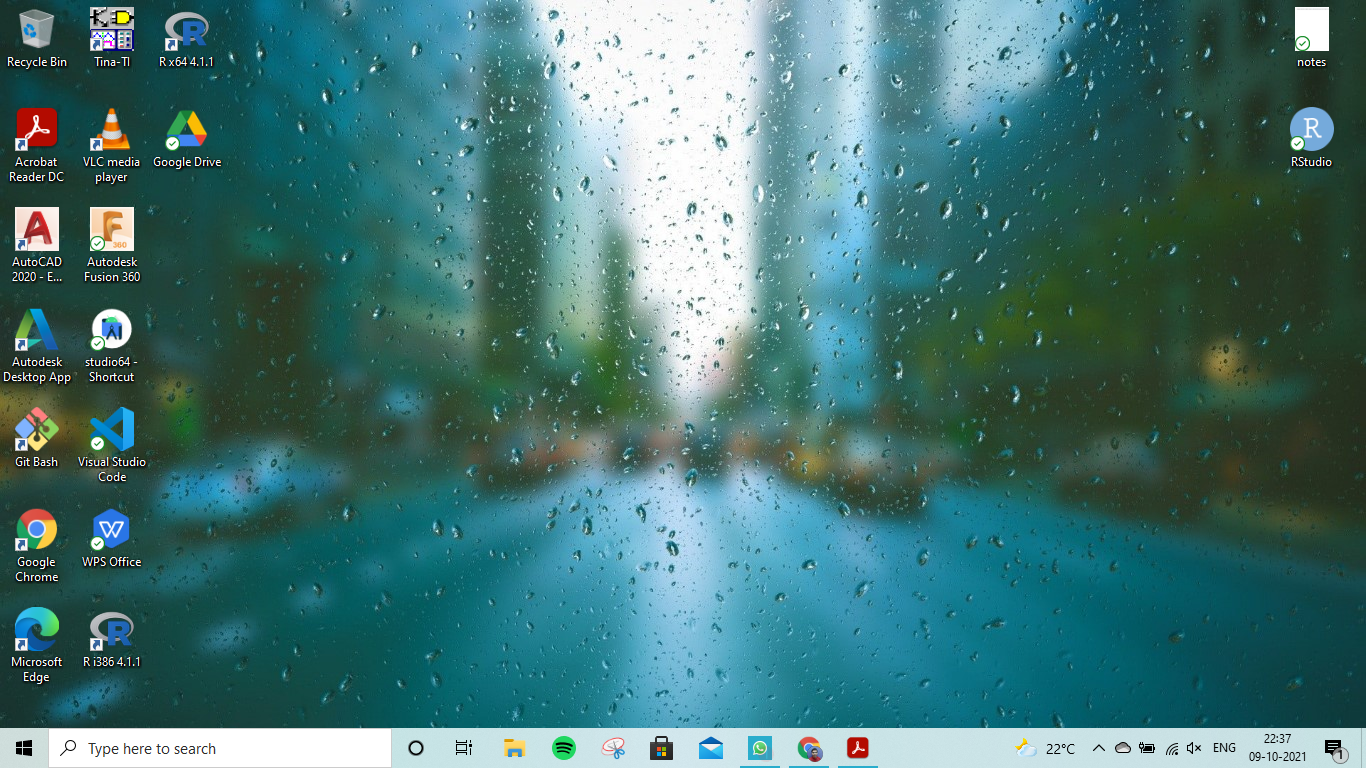 Recycle Bin
Tina-TI
R x64 4.1.1
notes
Acrobat
Reader DC
VLC media
player
Google Drive
R
RStudio
AutoCAD
2020 - E...
360
Autodesk
Fusion 360
Autodesk
Desktop App
studio64 -
Shortcut
Git Bash
Visual Studio
Code
Google
Chrome
WPS Office
Microsoft
Edge
R i386 4.1.1
Type here to search
22°C
ENG
22:37
09-10-2021
1